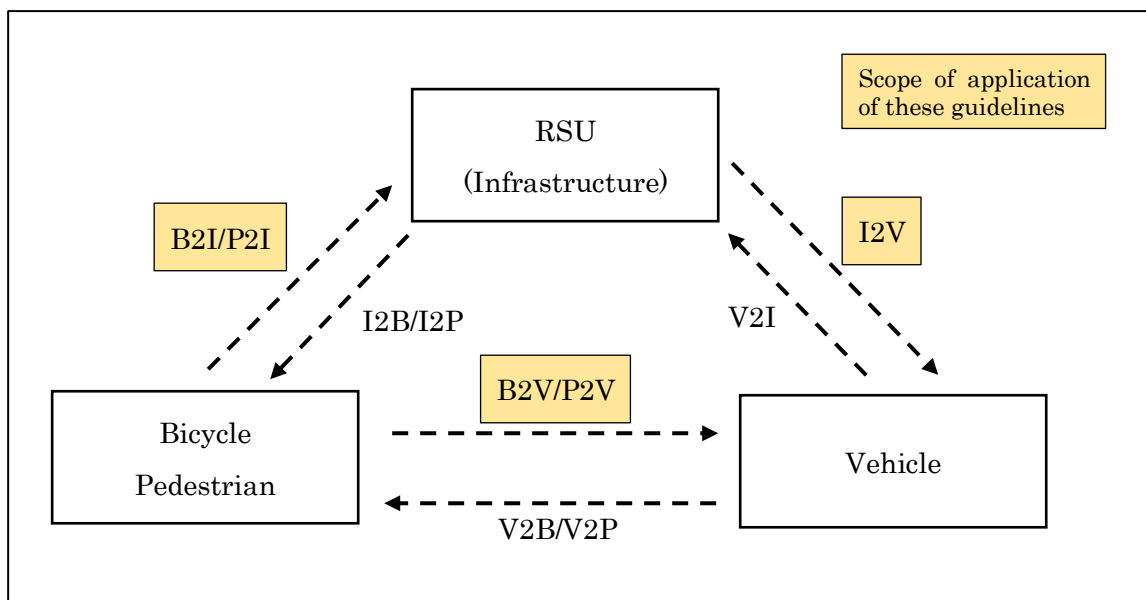 Scope of application
of these guidelines
RSU
(Infrastructure)
B2I/P2I
I2V
I2B/I2P
V2I
B2V/P2V
Bicycle
Pedestrian
Vehicle
V2B/V2P